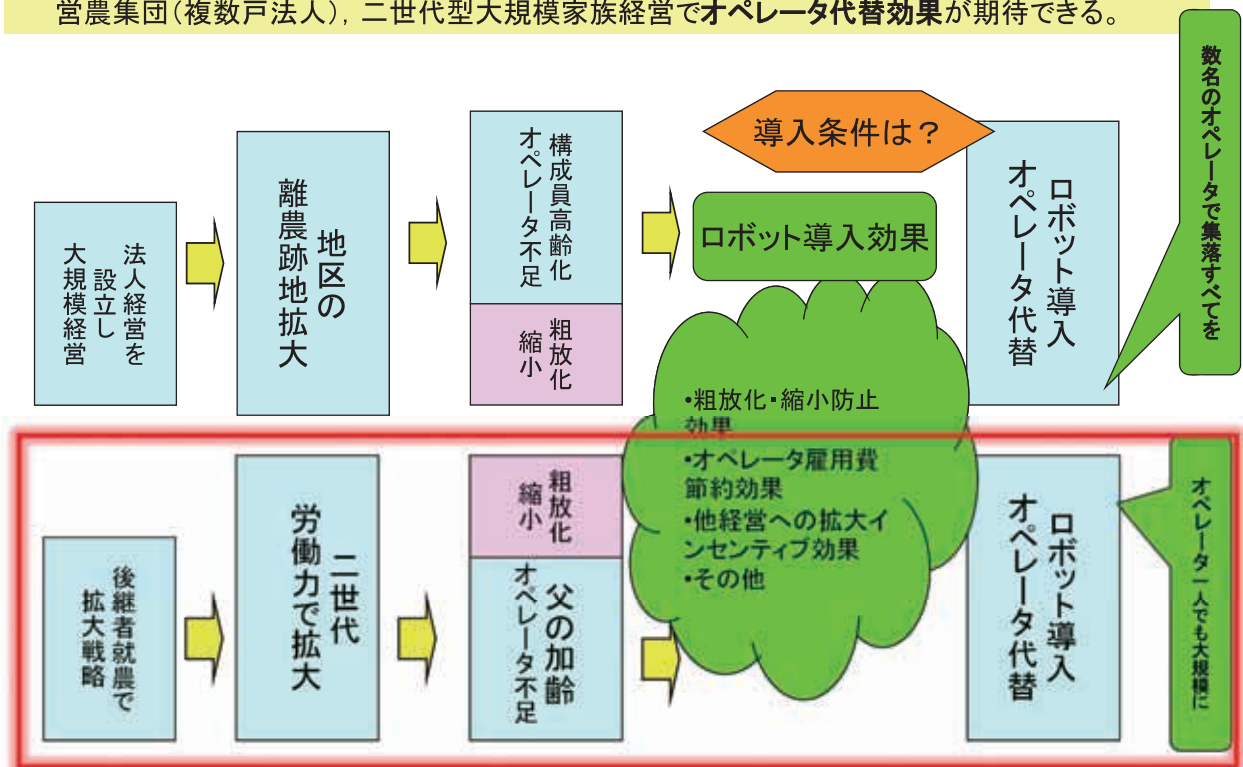 営農集団(複数戸法人),二世代型大規模家族経営でオペレータ代替効果が期待できる。
法人経営を
設立し
大規模経営
地区の
離農跡地拡大
構成員高齢化
オペレータ不足
粗放化
縮小
導入条件は？
ロボット導入効果
ロボット導入
オペレータ代替
数名のオペレータで集落すべてを
・粗放化・縮小防止
効果
・オペレータ雇用費
節約効果
・他経営への拡大イ
ンセンティブ効果
・その他
後継者就農で
拡大戦略
二世代
労働力で拡大
粗放化
縮小
父の加齢
オペレータ不足
ロボット導入
オペレータ代替
オペレータ一人でも大規模に